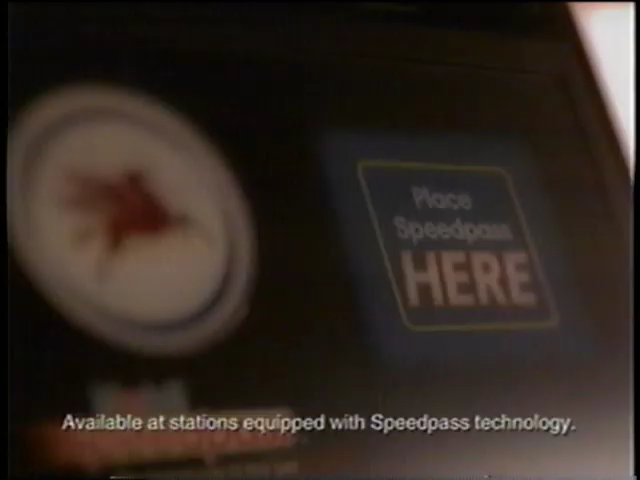 Place
Speedpass
HERE
Available at stations equipped with Speedpass technology.